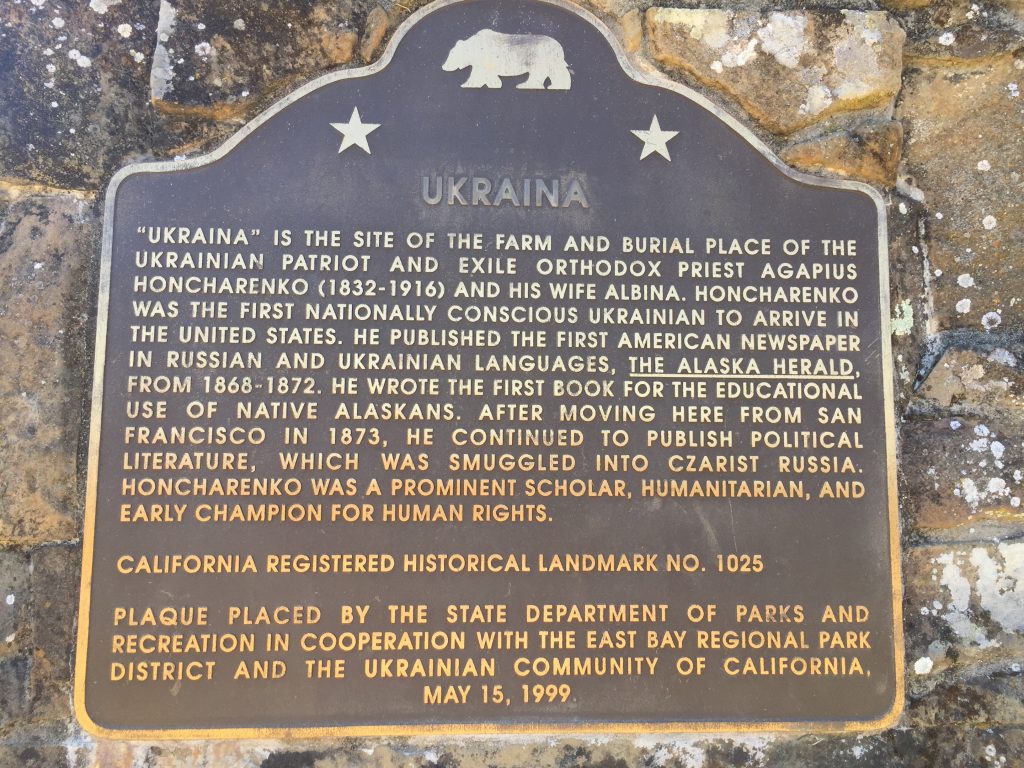 UKRAINA
"UKRAINA" IS THE SITE OF THE FARM AND BURIAL PLACE OF THE
UKRAINIAN PATRIOT AND EXILE ORTHODOX PRIEST AGAPIUS
HONCHARENKO (1832-1916) AND HIS WIFE ALBINA. HONCHARENKO
WAS THE FIRST NATIONALLY CONSCIOUS UKRAINIAN TO ARRIVE IN
THE UNITED STATES. HE PUBLISHED THE FIRST AMERICAN NEWSPAPER
IN RUSSIAN AND UKRAINIAN LANGUAGES, THE ALASKA HERALD,
FROM 1868-1872. HE WROTE THE FIRST BOOK FOR THE EDUCATIONAL
USE OF NATIVE ALASKANS. AFTER MOVING HERE FROM SAN
FRANCISCO IN 1873, HE CONTINUED TO PUBLISH POLITICAL
LITERATURE, WHICH WAS SMUGGLED INTO CZARIST RUSSIA.
HONCHARENKO WAS A PROMINENT SCHOLAR, HUMANITARIAN, AND
EARLY CHAMPION FOR HUMAN RIGHTS.
CALIFORNIA REGISTERED HISTORICAL LANDMARK NO. 1025
PLAQUE PLACED BY THE STATE DEPARTMENT OF PARKS AND
RECREATION IN COOPERATION WITH THE EAST BAY REGIONAL PARK
DISTRICT AND THE UKRAINIAN COMMUNITY OF CALIFORNIA,
MAY 15, 1999.